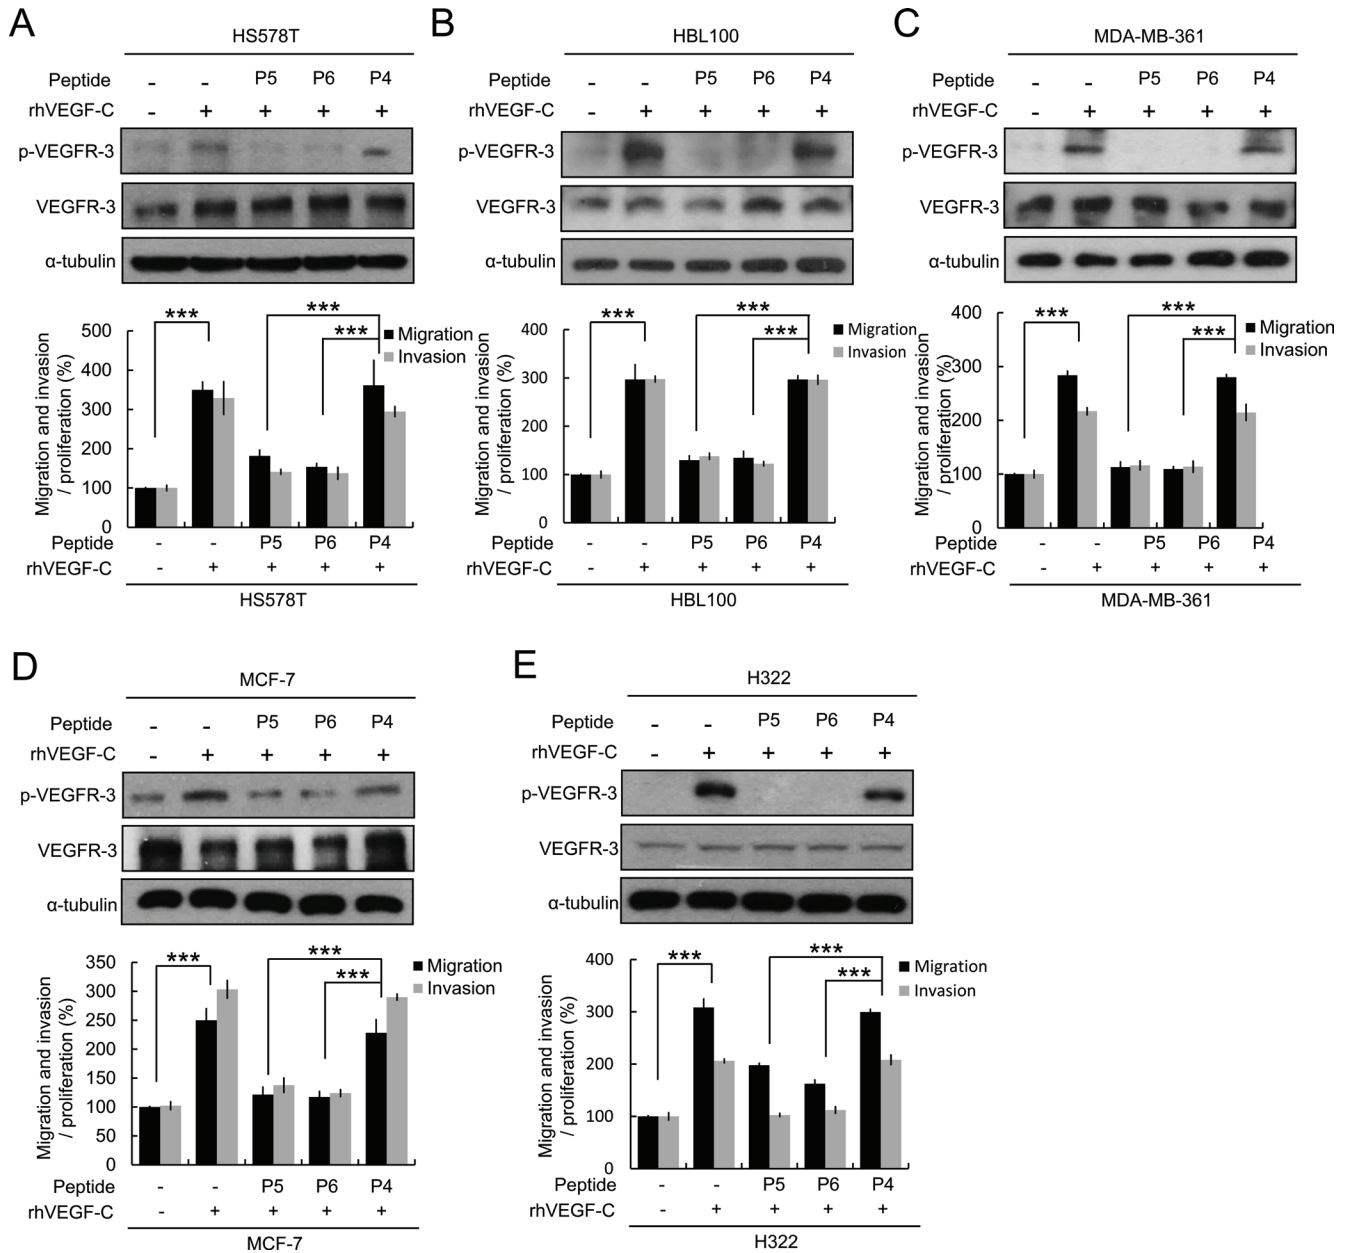 A
HS578T
Peptide - - P5 P6 P4
rhVEGF-C - + + + +
p-VEGFR-3
VEGFR-3
α-tubulin
Migration and invasion
/ proliferation (%)
500
400
300
200
100
0
***
***
***
Migration
Invasion
Peptide - - P5 P6 P4
rhVEGF-C - + + + +
HS578T
B
HBL100
Peptide - - P5 P6 P4
rhVEGF-C - + + + +
p-VEGFR-3
VEGFR-3
α-tubulin
Migration and invasion
/ proliferation (%)
400
300
200
100
0
***
***
***
Migration
Invasion
Peptide - - P5 P6 P4
rhVEGF-C - + + + +
HBL100
C
MDA-MB-361
Peptide - - P5 P6 P4
rhVEGF-C - + + + +
p-VEGFR-3
VEGFR-3
α-tubulin
Migration and invasion
/ proliferation (%)
400
300
200
100
0
***
***
***
Migration
Invasion
Peptide - - P5 P6 P4
rhVEGF-C - + + + +
MDA-MB-361
D
MCF-7
Peptide - - P5 P6 P4
rhVEGF-C - + + + +
p-VEGFR-3
VEGFR-3
α-tubulin
Migration and invasion
/ proliferation (%)
350
300
250
200
150
100
50
0
***
***
***
Migration
Invasion
Peptide - - P5 P6 P4
rhVEGF-C - + + + +
MCF-7
E
H322
Peptide - - P5 P6 P4
rhVEGF-C - + + + +
p-VEGFR-3
VEGFR-3
α-tubulin
Migration and invasion
/ proliferation (%)
400
300
200
100
0
***
***
***
Migration
Invasion
Peptide - - P5 P6 P4
rhVEGF-C - + + + +
H322